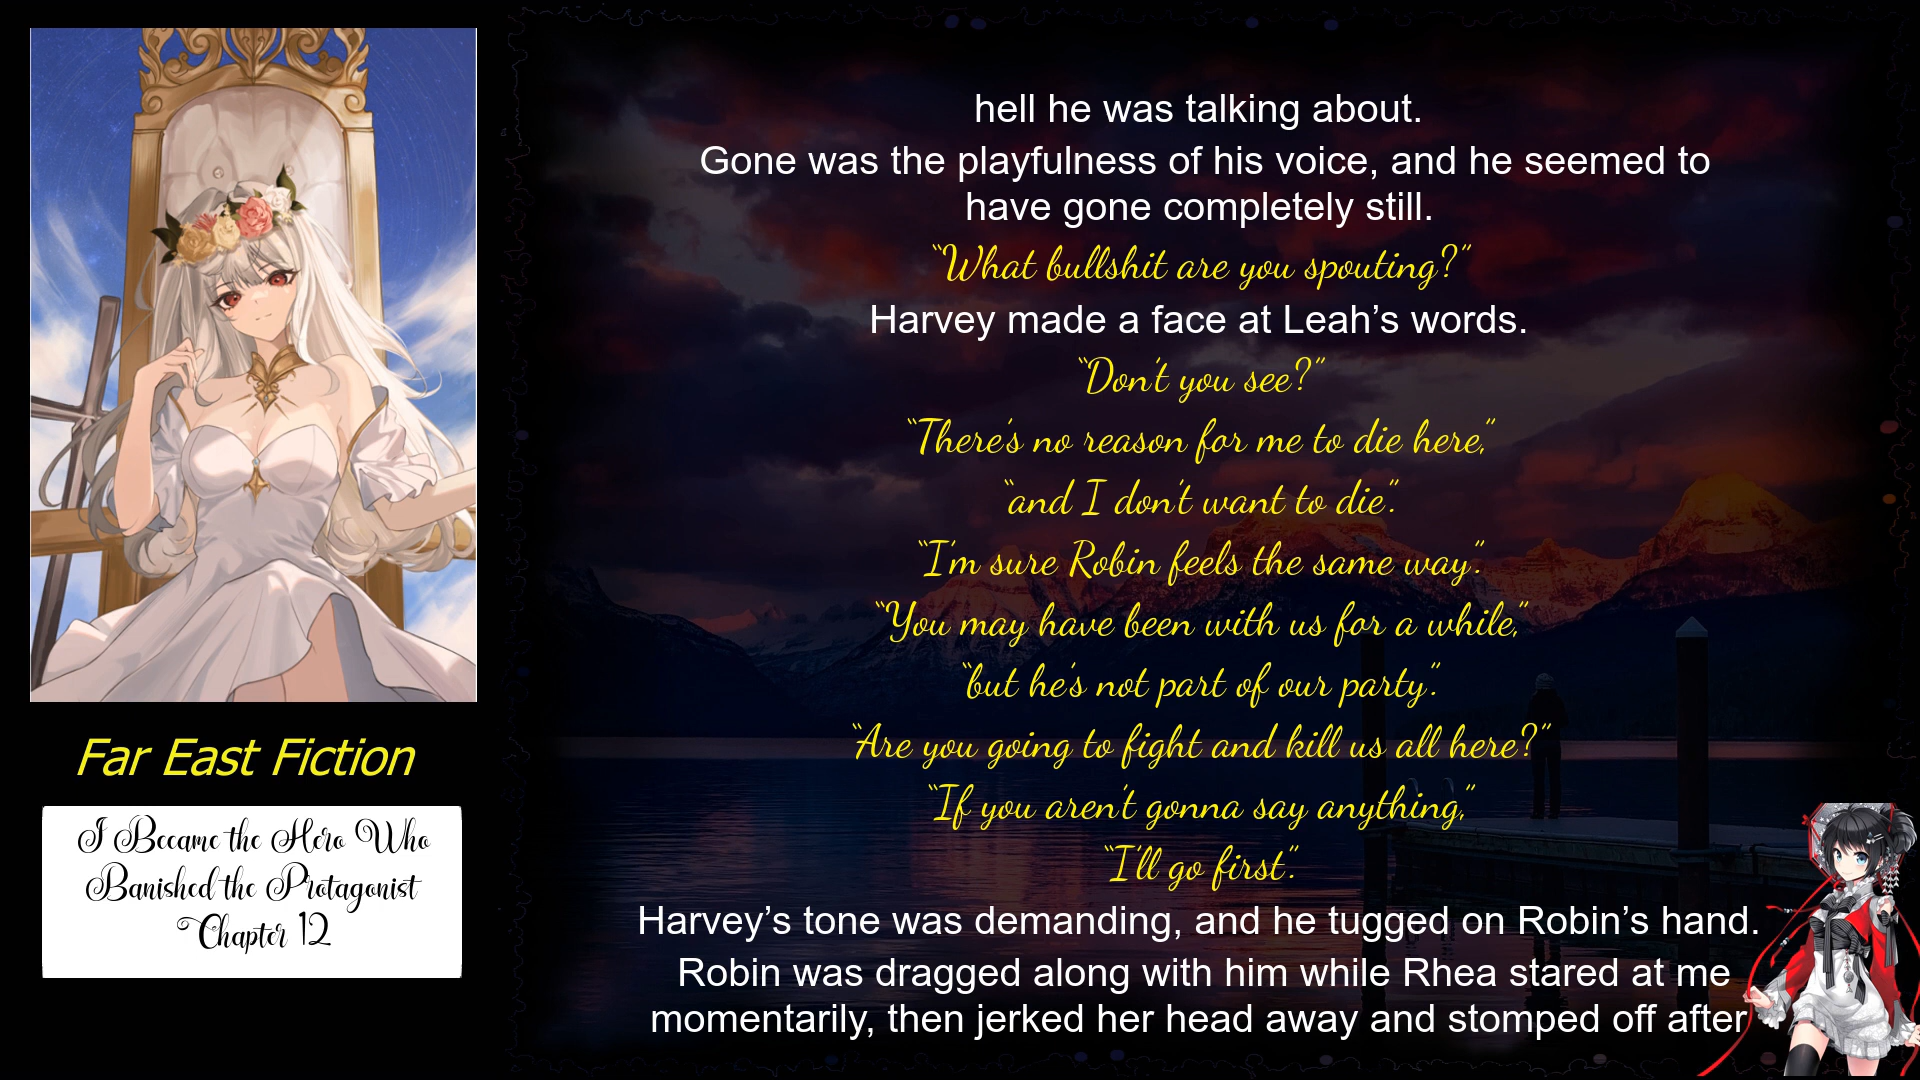 hell he was talking about.
Gone was the playfulness of his voice, and he seemed to
have gone completely still.
“What bullshit are you spouting?”
Harvey made a face at Leah’s words.
“Don’t you see?”
“There’s no reason for me to die here,”
“and I don’t want to die”.
“I’m sure Robin feels the same way”.
“You may have been with us for a while,”
“but he’s not part of our party”.
“Are you going to fight and kill us all here?”
“If you aren’t gonna say anything,”
“I’ll go first”.
Harvey’s tone was demanding, and he tugged on Robin’s hand.
Robin was dragged along with him while Rhea stared at me
momentarily, then jerked her head away and stomped off after
Far East Fiction
I Became the Hero Who
Banished the Protagonist
Chapter 12